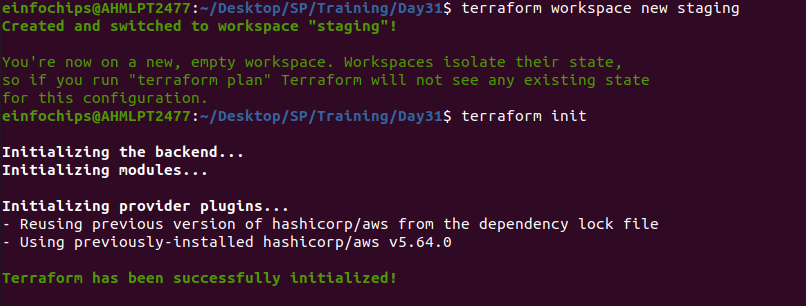 einfochips@AHMLPT2477:~/Desktop/SP/Training/Day31$ terraform workspace new staging
Created and switched to workspace "staging"!
You're now on a new, empty workspace. Workspaces isolate their state,
so if you run "terraform plan" Terraform will not see any existing state
for this configuration.
einfochips@AHMLPT2477:~/Desktop/SP/Training/Day31$ terraform init
Initializing the backend...
Initializing modules...
Initializing provider plugins...
- Reusing previous version of hashicorp/aws from the dependency lock file
- Using previously-installed hashicorp/aws v5.64.0
Terraform has been successfully initialized!